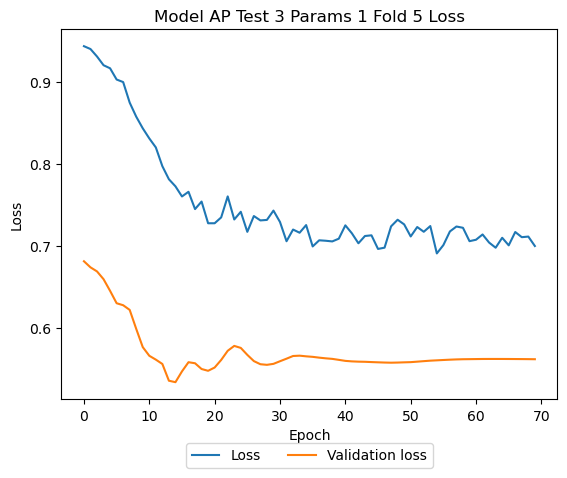 Model AP Test 3 Params 1 Fold 5 Loss
Loss
0.9
0.8
0.7
0.6
0 10 20 30 40 50 60 70
Epoch
Loss Validation loss